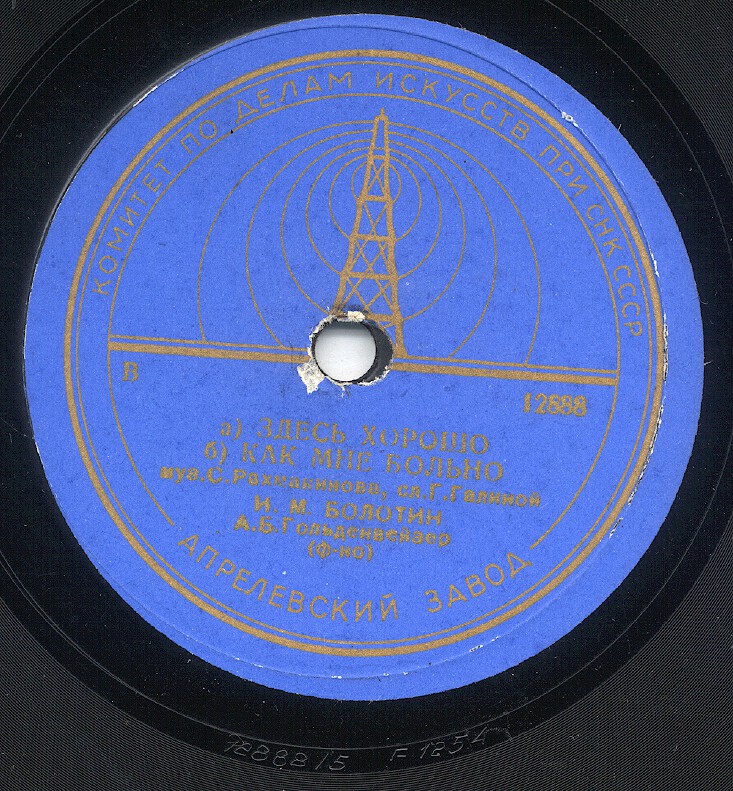 КОМИТЕТ ПО ДЕЛАМ ИСКУССТВ ПРИ СНК СССР
В
12888
а) ЗДЕСЬ ХОРОШО
б) КАК МНЕ БОЛЬНО
муз. С. Рахманинова, сл. Г. Галиной
И. М. БОЛОТИН
А. Б. Гольденвейзер
(ф-но)
АПРЕЛЕВСКИЙ ЗАВОД
12888/5 F 1254